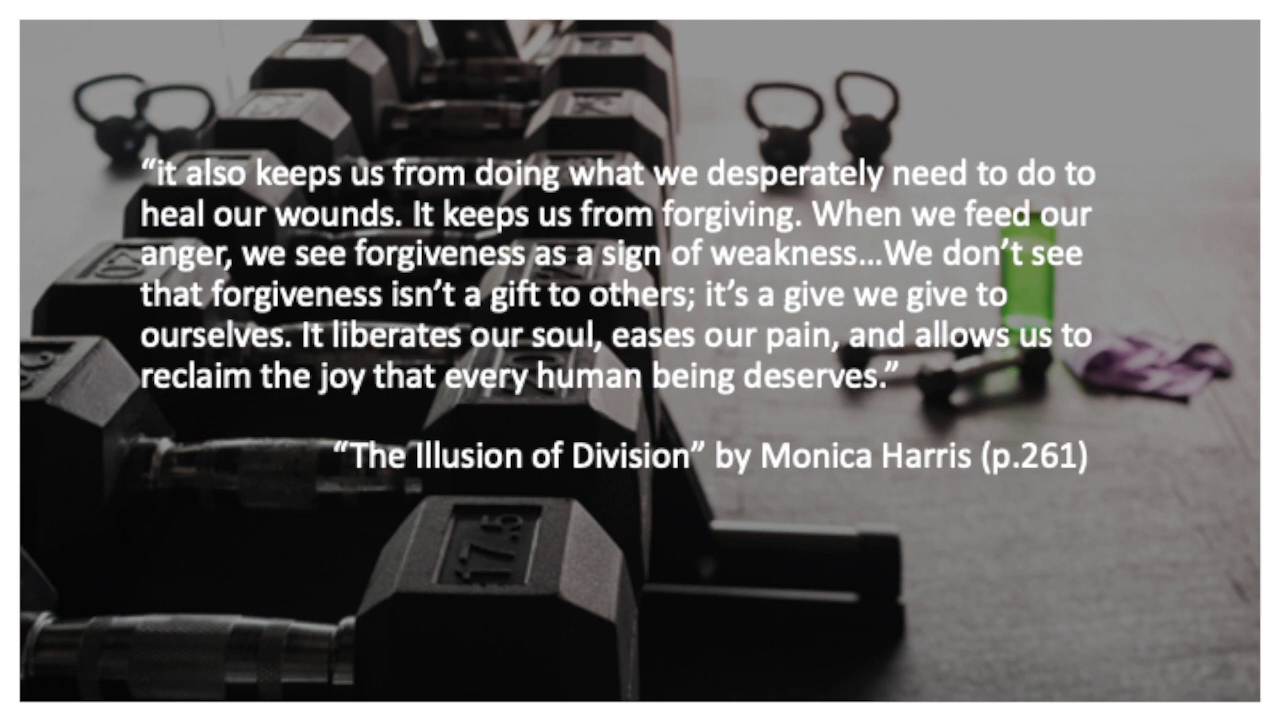 “it also keeps us from doing what we desperately need to do to
heal our wounds. It keeps us from forgiving. When we feed our
anger, we see forgiveness as a sign of weakness...We don’t see
that forgiveness isn’t a gift to others; it’s a give we give to
ourselves. It liberates our soul, eases our pain, and allows us to
reclaim the joy that every human being deserves.”
“The Illusion of Division” by Monica Harris (p.261)
17.5